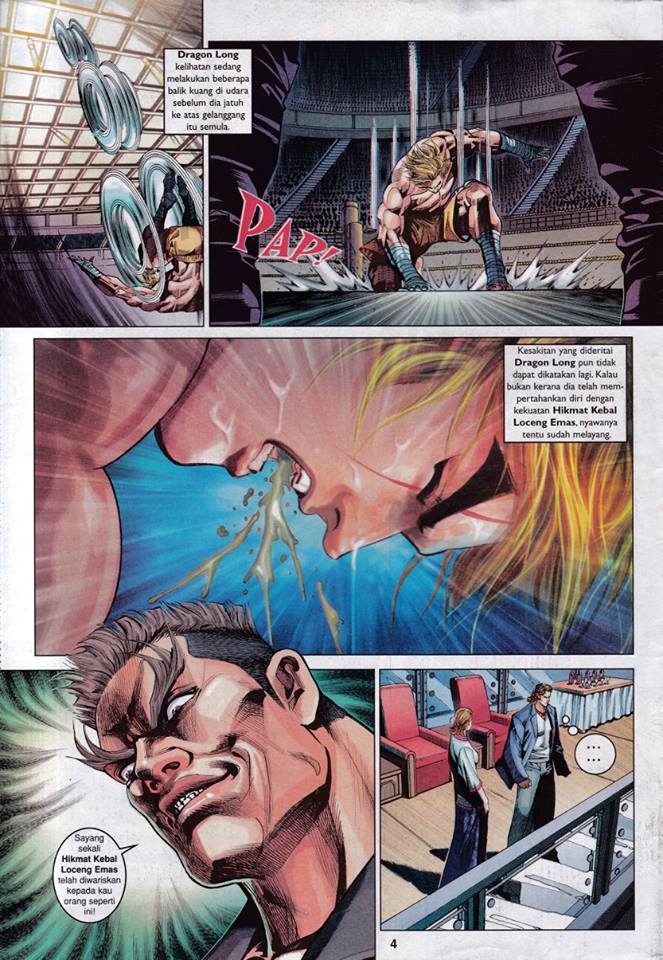 Dragon Long
kelihatan sedang
melakukan beberapa
balik kuang di udara
sebelum dia jatuh
ke atas gelanggang
itu semula.
PAP!
Kesakitan yang dideritai
Dragon Long pun tidak
dapat dikatakan lagi. Kalau
bukan kerana dia telah mem-
pertahankan diri dengan
kekuatan Hikmat Kebal
Loceng Emas, nyawanya
tentu sudah melayang.
Sayang
sekali
Hikmat Kebal
Loceng Emas
telah diwariskan
kepada kau
orang seperti
ini!
...
...
4